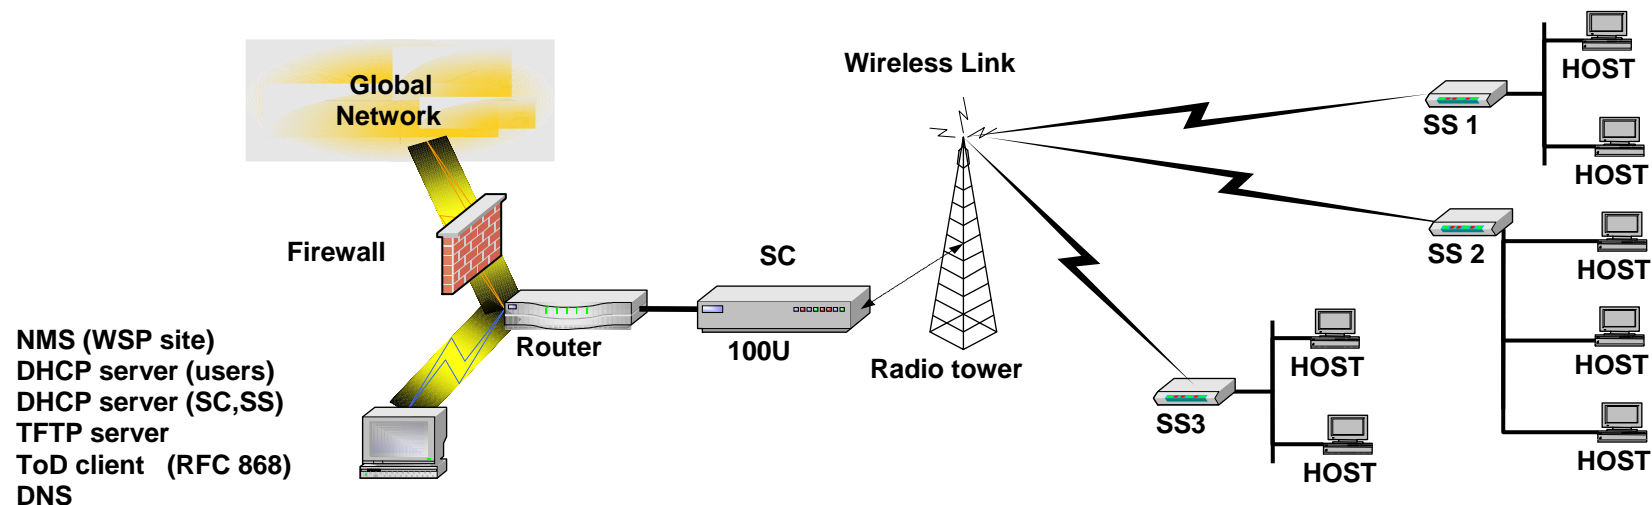 Global
Network
Wireless Link
HOST
SS 1
HOST
Firewall
SC
SS 2
HOST
NMS (WSP site)
DHCP server (users)
DHCP server (SC,SS)
TFTP server
ToD client (RFC 868)
DNS
Router
100U
Radio tower
HOST
HOST
SS3
HOST
HOST